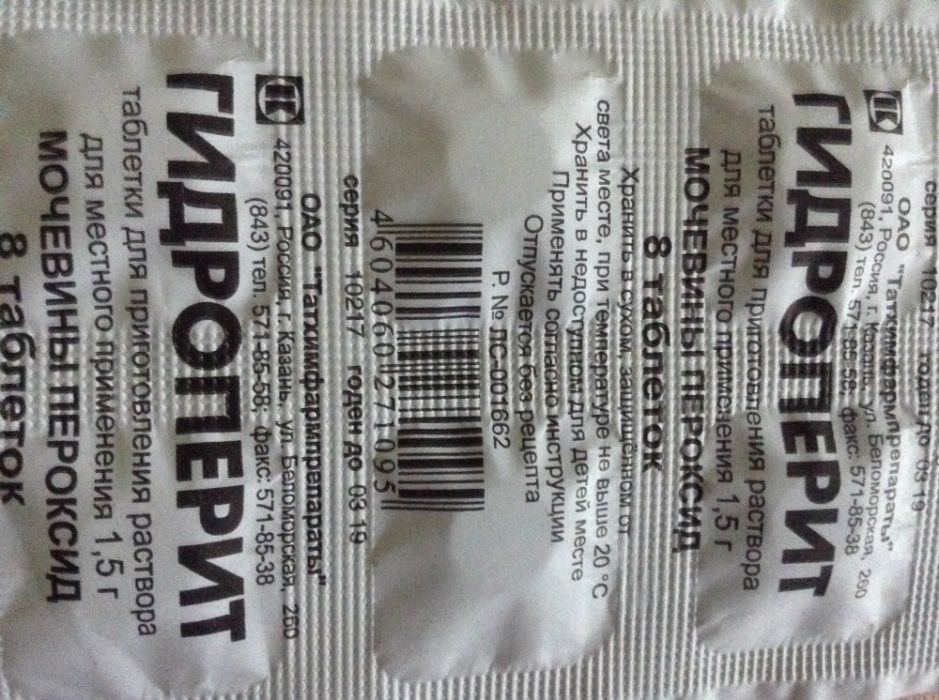 серия 10217 годен до 03 19
ОАО "Татхимфармпрепараты"
420091, Россия, г. Казань, ул. Беломорская, 260
(843) тел. 571-85-58; факс: 571-85-38
ГИДРОПЕРИТ
таблетки для приготовления раствора
для местного применения 1,5 г
МОЧЕВИНЫ ПЕРОКСИД
8 таблеток
Хранить в сухом, защищённом от
света месте, при температуре не выше 20 °С
Хранить в недоступном для детей месте
Применять согласно инструкции
Отпускается без рецепта
Р. № ЛС-001662
4 604060 271095
серия 10217 годен до 03 19
ОАО "Татхимфармпрепараты"
420091, Россия, г. Казань, ул. Беломорская, 260
(843) тел. 571-85-58; факс: 571-85-38
ГИДРОПЕРИТ
таблетки для приготовления раствора
для местного применения 1,5 г
МОЧЕВИНЫ ПЕРОКСИД
8 таблеток